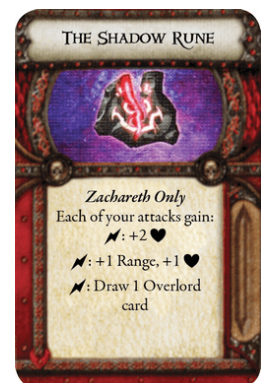 The Shadow Rune
Zachareth Only
Each of your attacks gain:
: +2 ♥
: +1 Range, +1 ♥
: Draw 1 Overlord
card